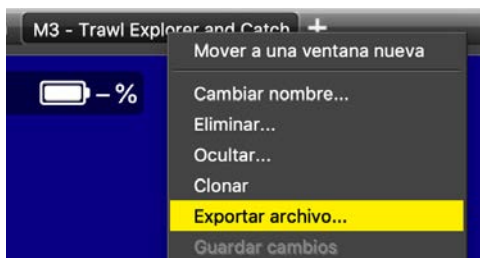 M3 - Trawl Explorer and Catch
Mover a una ventana nueva
– %
Cambiar nombre...
Eliminar...
Ocultar...
Clonar
Exportar archivo...
Guardar cambios